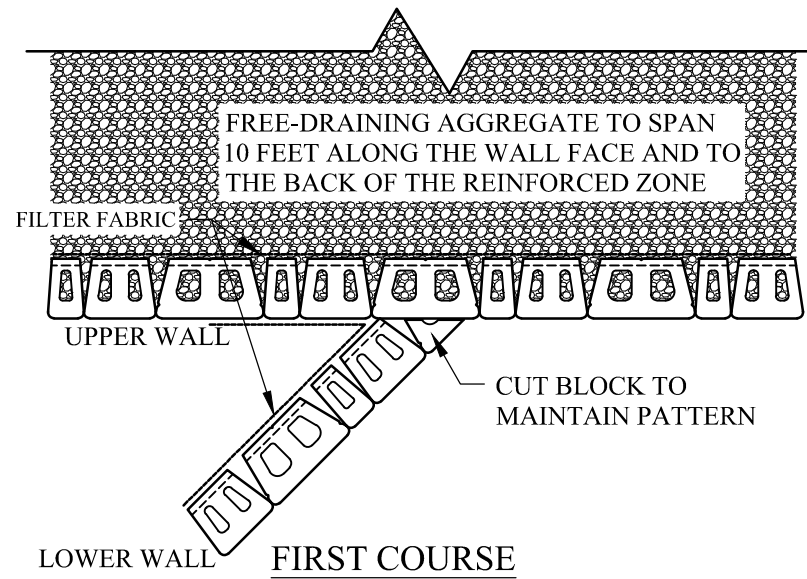 FREE-DRAINING AGGREGATE TO SPAN
10 FEET ALONG THE WALL FACE AND TO
THE BACK OF THE REINFORCED ZONE
FILTER FABRIC
UPPER WALL
CUT BLOCK TO
MAINTAIN PATTERN
LOWER WALL
FIRST COURSE